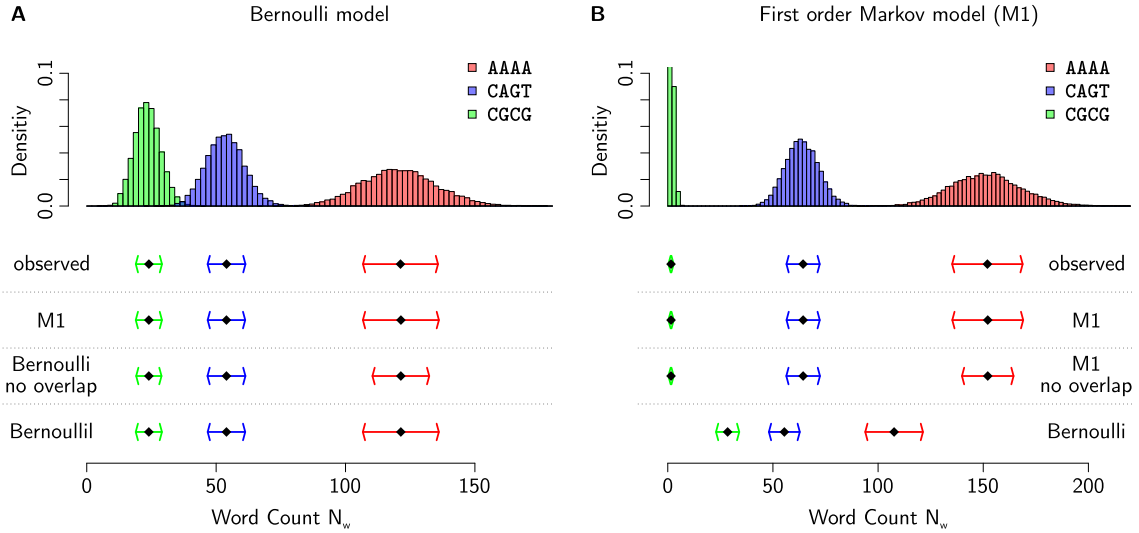 A Bernoulli model
AAAA
CAGT
CGCG
Densitiy
0.0 0.1
observed
M1
Bernoulli
no overlap
Bernoullil
0 50 100 150
Word Count Nw
B First order Markov model (M1)
AAAA
CAGT
CGCG
Densitiy
0.0 0.1
observed
M1
M1
no overlap
Bernoulli
0 50 100 150 200
Word Count Nw